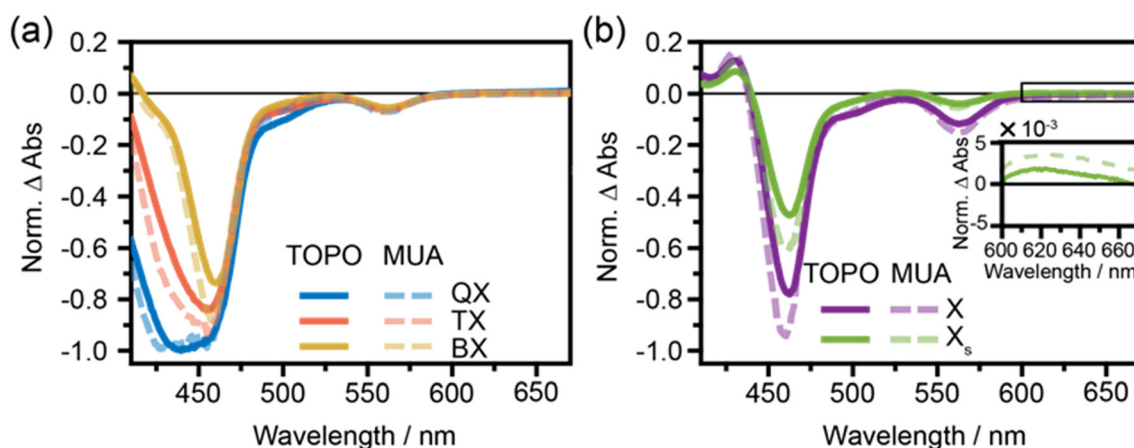 (a)
0.2
0.0
-0.2
-0.4
-0.6
-0.8
-1.0
Norm. Δ Abs
TOPO MUA
QX
TX
BX
450 500 550 600 650
Wavelength / nm
(b)
0.2
0.0
-0.2
-0.4
-0.6
-0.8
-1.0
Norm. Δ Abs
× 10⁻³
5
0
-5
Norm. Δ Abs
600 620 640 660
Wavelength / nm
TOPO MUA
X
Xₛ
450 500 550 600 650
Wavelength / nm